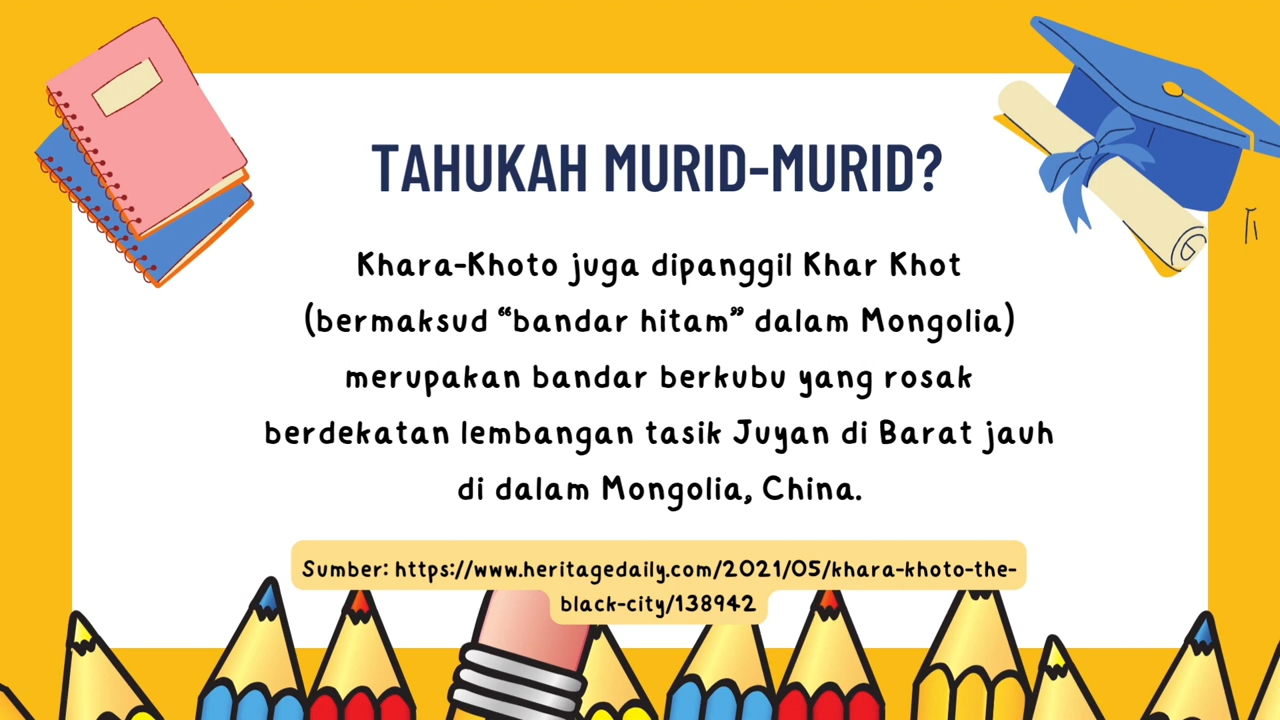 TAHUKAH MURID-MURID?
Khara-Khoto juga dipanggil Khar Khot
(bermaksud “bandar hitam” dalam Mongolia)
merupakan bandar berkubu yang rosak
berdekatan lembangan tasik Juyan di Barat jauh
di dalam Mongolia, China.
Sumber: https://www.heritagedaily.com/2021/05/khara-khoto-the-
black-city/138942